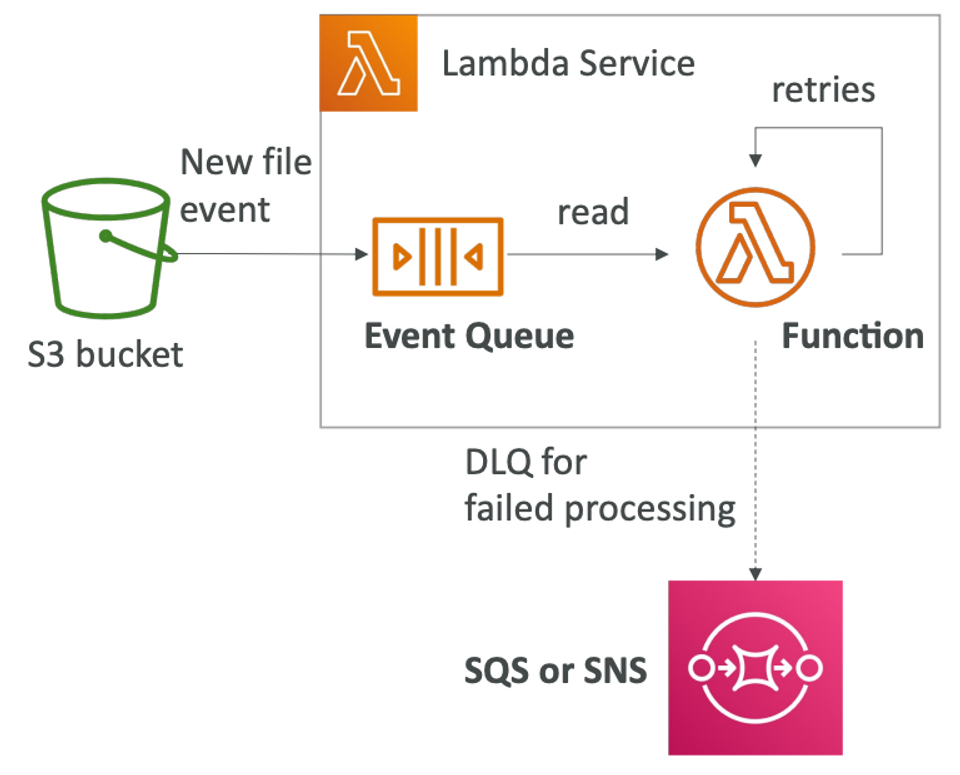 Lambda Service
retries
New file
event
read
Event Queue
Function
S3 bucket
DLQ for
failed processing
SQS or SNS